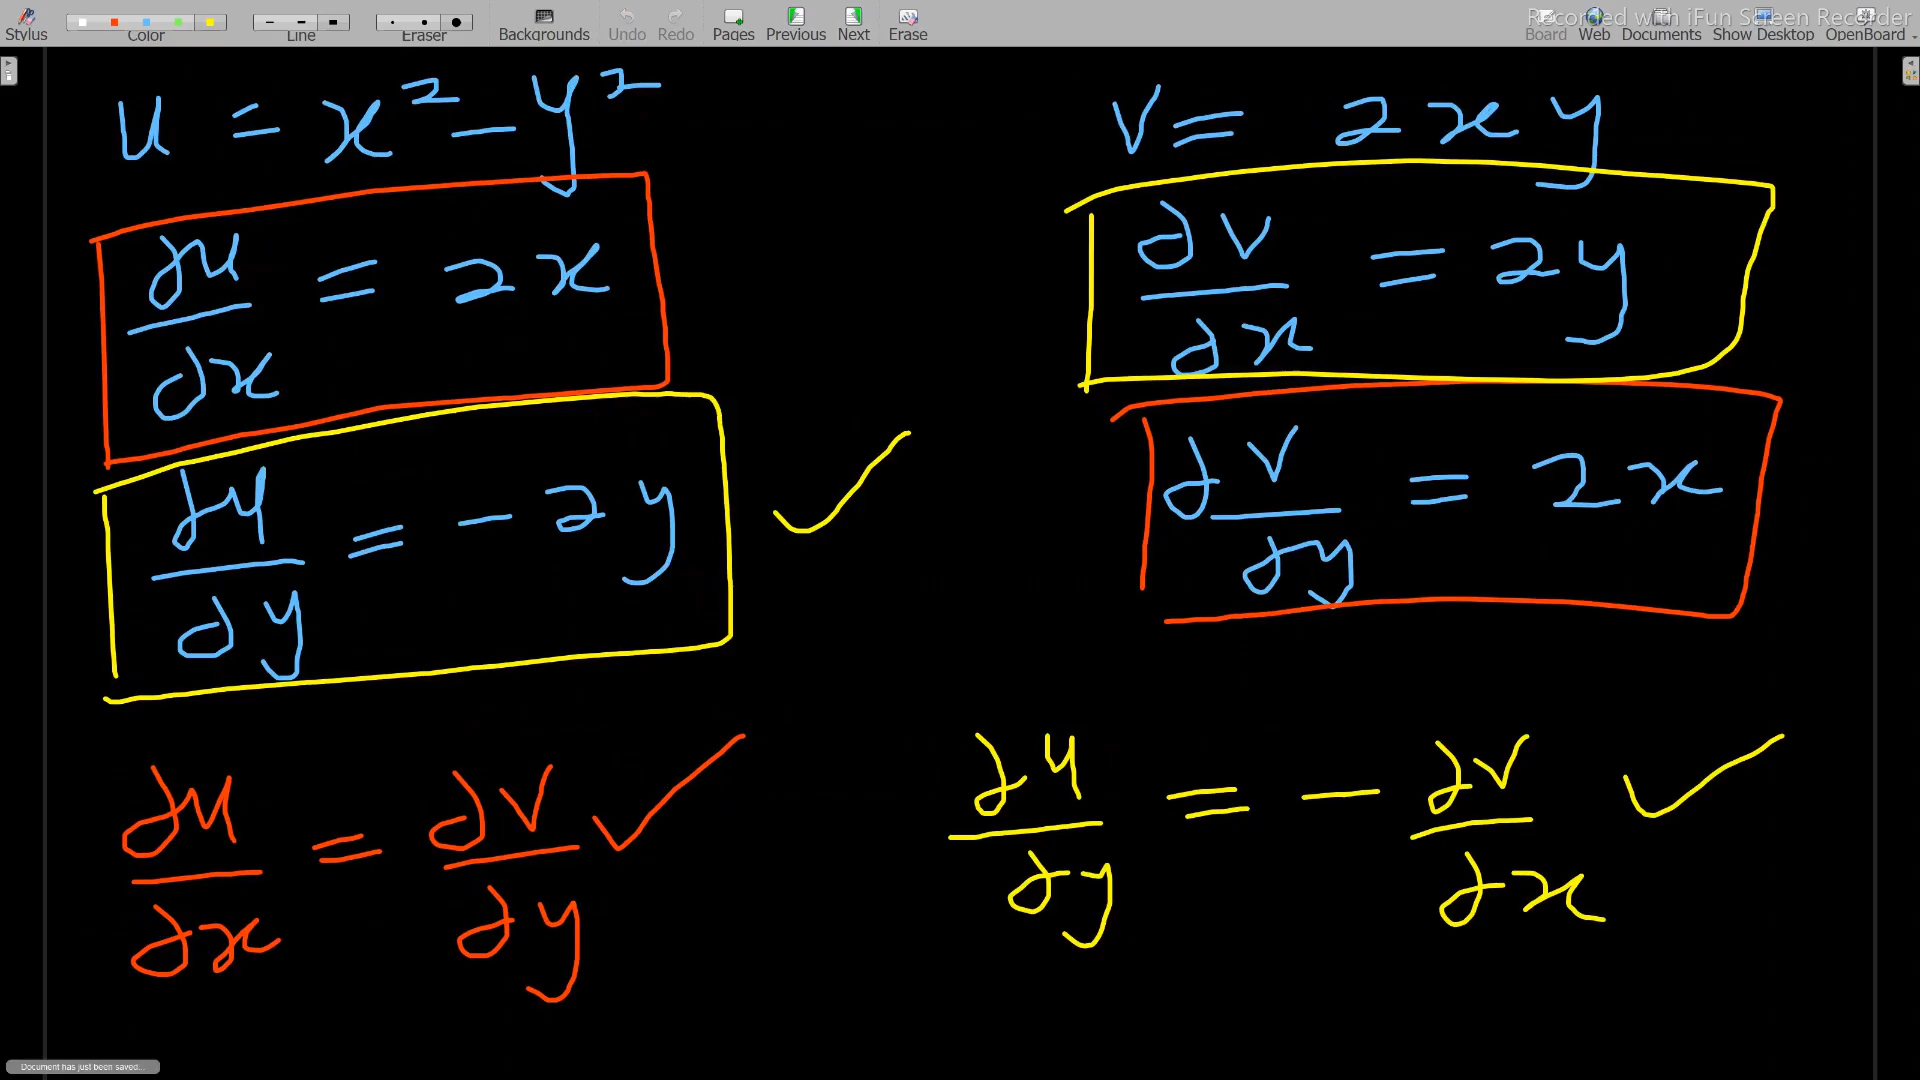 Recorded with iFun Screen Recorder
Stylus Color Line Eraser Backgrounds Undo Redo Pages Previous Next Erase Board Web Documents Show Desktop OpenBoard
u = x² - y²
∂u/∂x = 2x
∂u/∂y = - 2y
v = 2xy
∂v/∂x = 2y
∂v/∂y = 2x
∂u/∂x = ∂v/∂y ✓
∂u/∂y = - ∂v/∂x ✓
Document has just been saved...